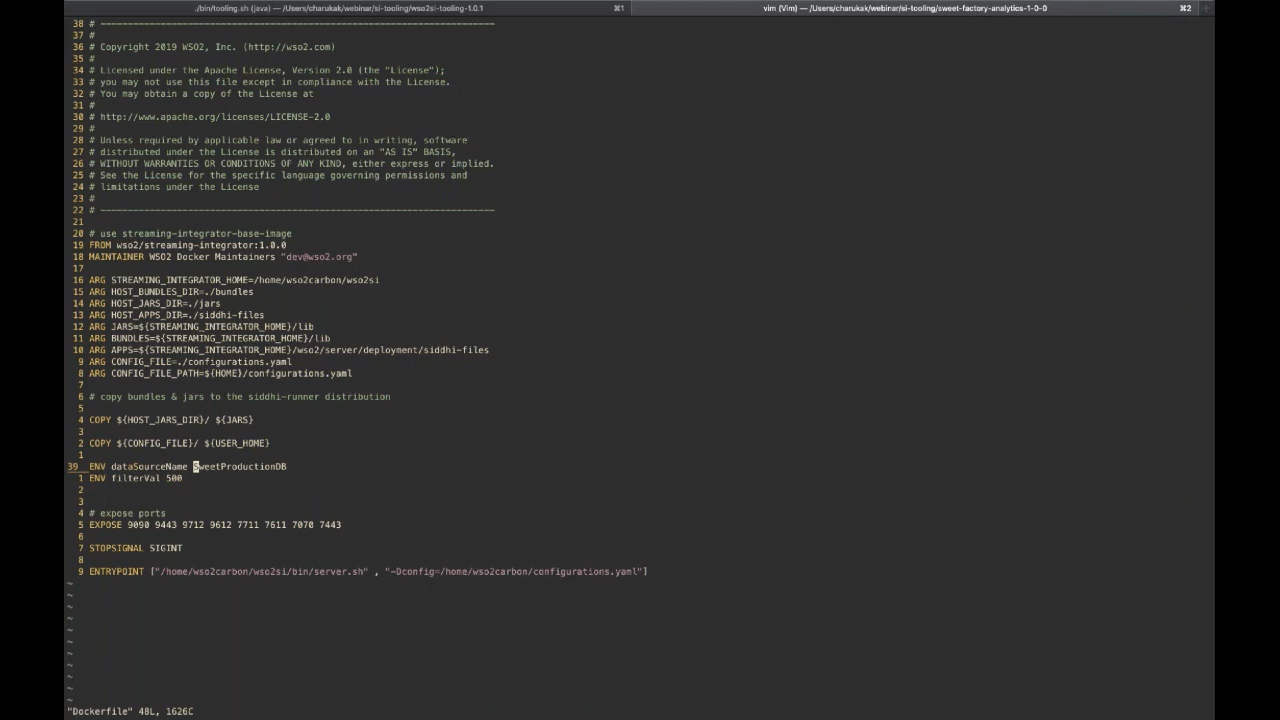 ./bin/tooling.sh (java) — /Users/charukak/webinar/si-tooling/wso2si-tooling-1.0.1 ⌘1 vim (Vim) — /Users/charukak/webinar/si-tooling/sweet-factory-analytics-1-0-0 ⌘2
38 # ------------------------------------------------------------------------
37 #
36 # Copyright 2019 WSO2, Inc. (http://wso2.com)
35 #
34 # Licensed under the Apache License, Version 2.0 (the "License");
33 # you may not use this file except in compliance with the License.
32 # You may obtain a copy of the License at
31 #
30 # http://www.apache.org/licenses/LICENSE-2.0
29 #
28 # Unless required by applicable law or agreed to in writing, software
27 # distributed under the License is distributed on an "AS IS" BASIS,
26 # WITHOUT WARRANTIES OR CONDITIONS OF ANY KIND, either express or implied.
25 # See the License for the specific language governing permissions and
24 # limitations under the License
23 #
22 # ------------------------------------------------------------------------
21
20 # use streaming-integrator-base-image
19 FROM wso2/streaming-integrator:1.0.0
18 MAINTAINER WSO2 Docker Maintainers "dev@wso2.org"
17
16 ARG STREAMING_INTEGRATOR_HOME=/home/wso2carbon/wso2si
15 ARG HOST_BUNDLES_DIR=./bundles
14 ARG HOST_JARS_DIR=./jars
13 ARG HOST_APPS_DIR=./siddhi-files
12 ARG JARS=${STREAMING_INTEGRATOR_HOME}/lib
11 ARG BUNDLES=${STREAMING_INTEGRATOR_HOME}/lib
10 ARG APPS=${STREAMING_INTEGRATOR_HOME}/wso2/server/deployment/siddhi-files
9 ARG CONFIG_FILE=./configurations.yaml
8 ARG CONFIG_FILE_PATH=${HOME}/configurations.yaml
7
6 # copy bundles & jars to the siddhi-runner distribution
5
4 COPY ${HOST_JARS_DIR}/ ${JARS}
3
2 COPY ${CONFIG_FILE}/ ${USER_HOME}
1
39 ENV dataSourceName SweetProductionDB
1 ENV filterVal 500
2
3
4 # expose ports
5 EXPOSE 9090 9443 9712 9612 7711 7611 7070 7443
6
7 STOPSIGNAL SIGINT
8
9 ENTRYPOINT ["/home/wso2carbon/wso2si/bin/server.sh" , "-Dconfig=/home/wso2carbon/configurations.yaml"]
~
~
~
~
~
~
~
~
~
~
~
"Dockerfile" 48L, 1626C